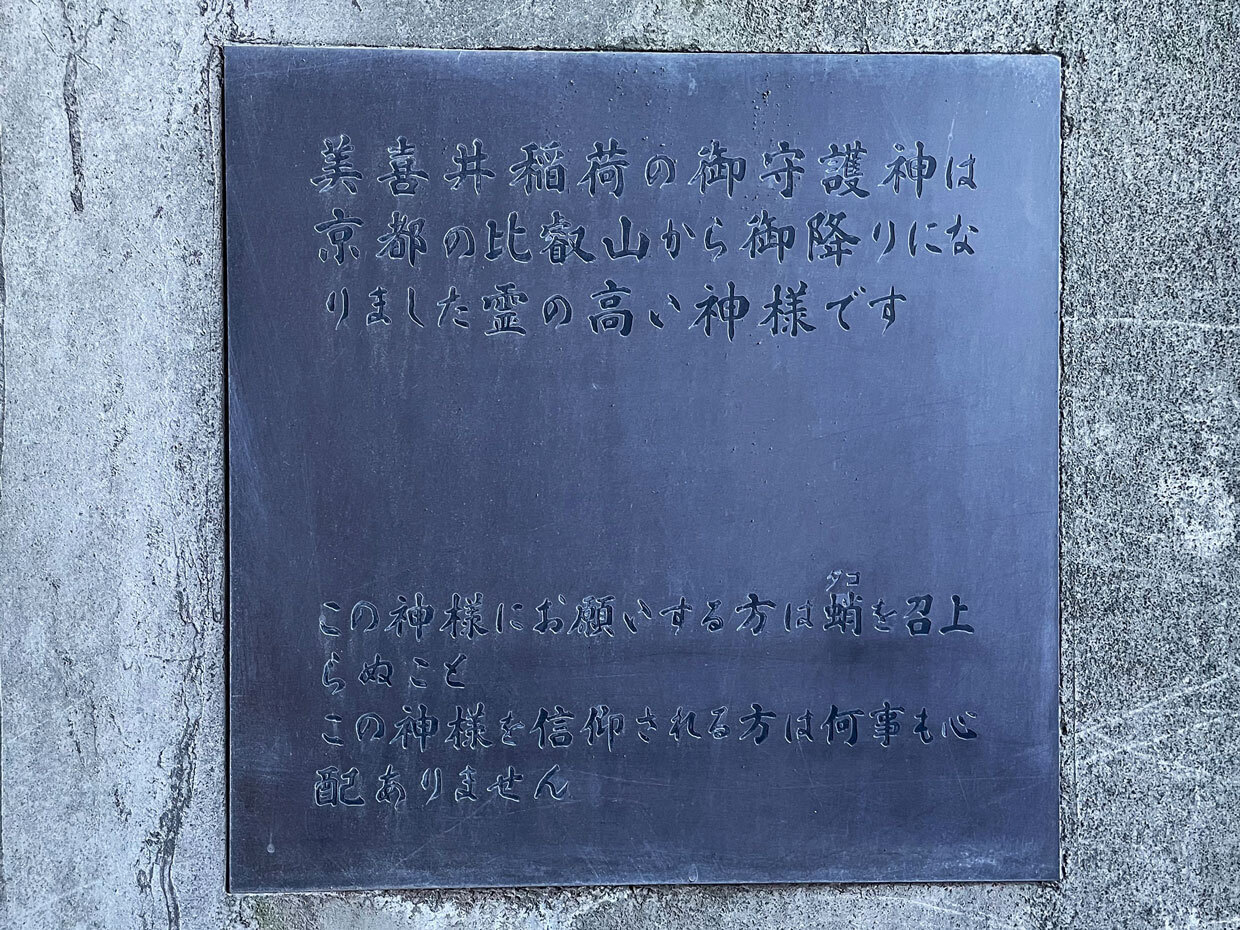 美喜井稲荷の御守護神は
京都の比叡山から御降りにな
りました霊の高い神様です
この神様にお願いする方は蛸を召上
タコ
らぬこと
この神様を信仰される方は何事も心
配ありません